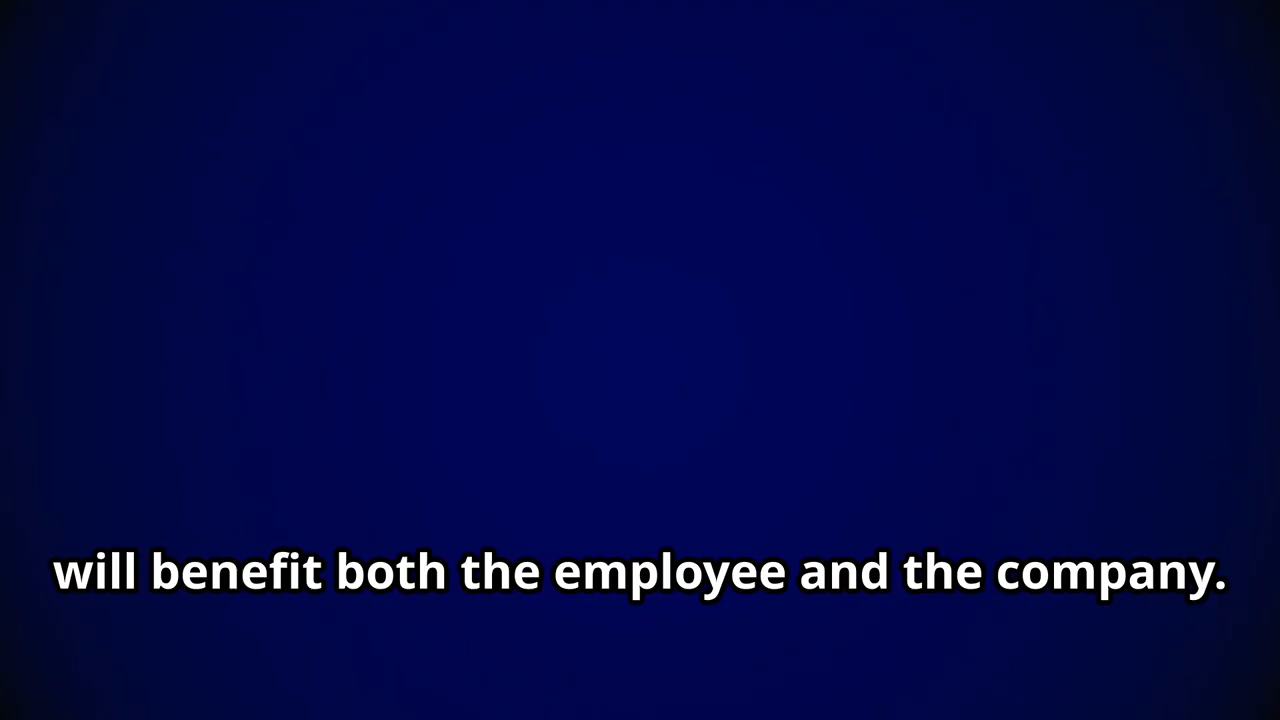 will benefit both the employee and the company.